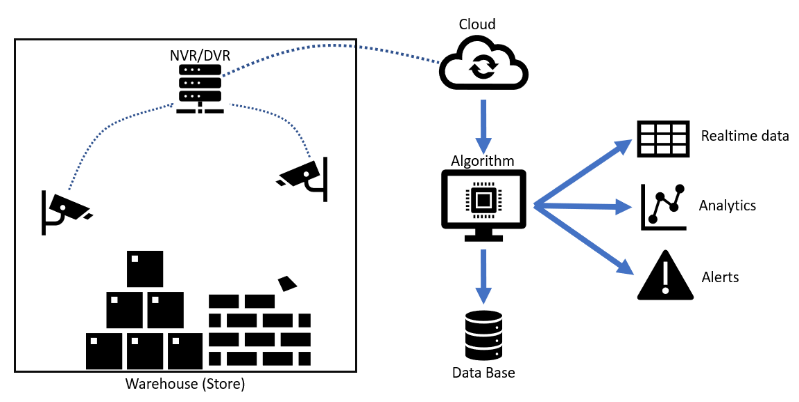 Cloud
NVR/DVR
Realtime data
Algorithm
Analytics
Alerts
Data Base
Warehouse (Store)